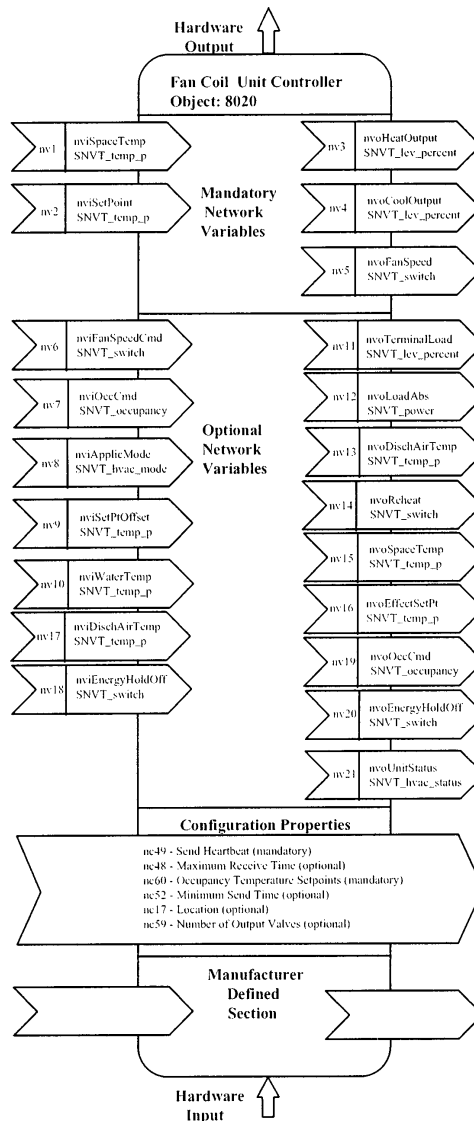 Hardware
Output
Fan Coil Unit Controller
Object: 8020
nv1
nviSpaceTemp
SNVT_temp_p
nv2
nviSetPoint
SNVT_temp_p
Mandatory
Network
Variables
nv3
nvoHeatOutput
SNVT_lev_percent
nv4
nvoCoolOutput
SNVT_lev_percent
nv5
nvoFanSpeed
SNVT_switch
nv6
nviFanSpeedCmd
SNVT_switch
nv7
nviOccCmd
SNVT_occupancy
nv8
nviApplicMode
SNVT_hvac_mode
nv9
nviSetPtOffset
SNVT_temp_p
nv10
nviWaterTemp
SNVT_temp_p
nv17
nviDischAirTemp
SNVT_temp_p
nv18
nviEnergyHoldOff
SNVT_switch
Optional
Network
Variables
nv11
nvoTerminalLoad
SNVT_lev_percent
nv12
nvoLoadAbs
SNVT_power
nv13
nvoDischAirTemp
SNVT_temp_p
nv14
nvoReheat
SNVT_switch
nv15
nvoSpaceTemp
SNVT_temp_p
nv16
nvoEffectSetPt
SNVT_temp_p
nv19
nvoOccCmd
SNVT_occupancy
nv20
nvoEnergyHoldOff
SNVT_switch
nv21
nvoUnitStatus
SNVT_hvac_status
Configuration Properties
nc49 - Send Heartbeat (mandatory)
nc48 - Maximum Receive Time (optional)
nc60 - Occupancy Temperature Setpoints (mandatory)
nc52 - Minimum Send Time (optional)
nc17 - Location (optional)
nc59 - Number of Output Valves (optional)
Manufacturer
Defined
Section
Hardware
Input